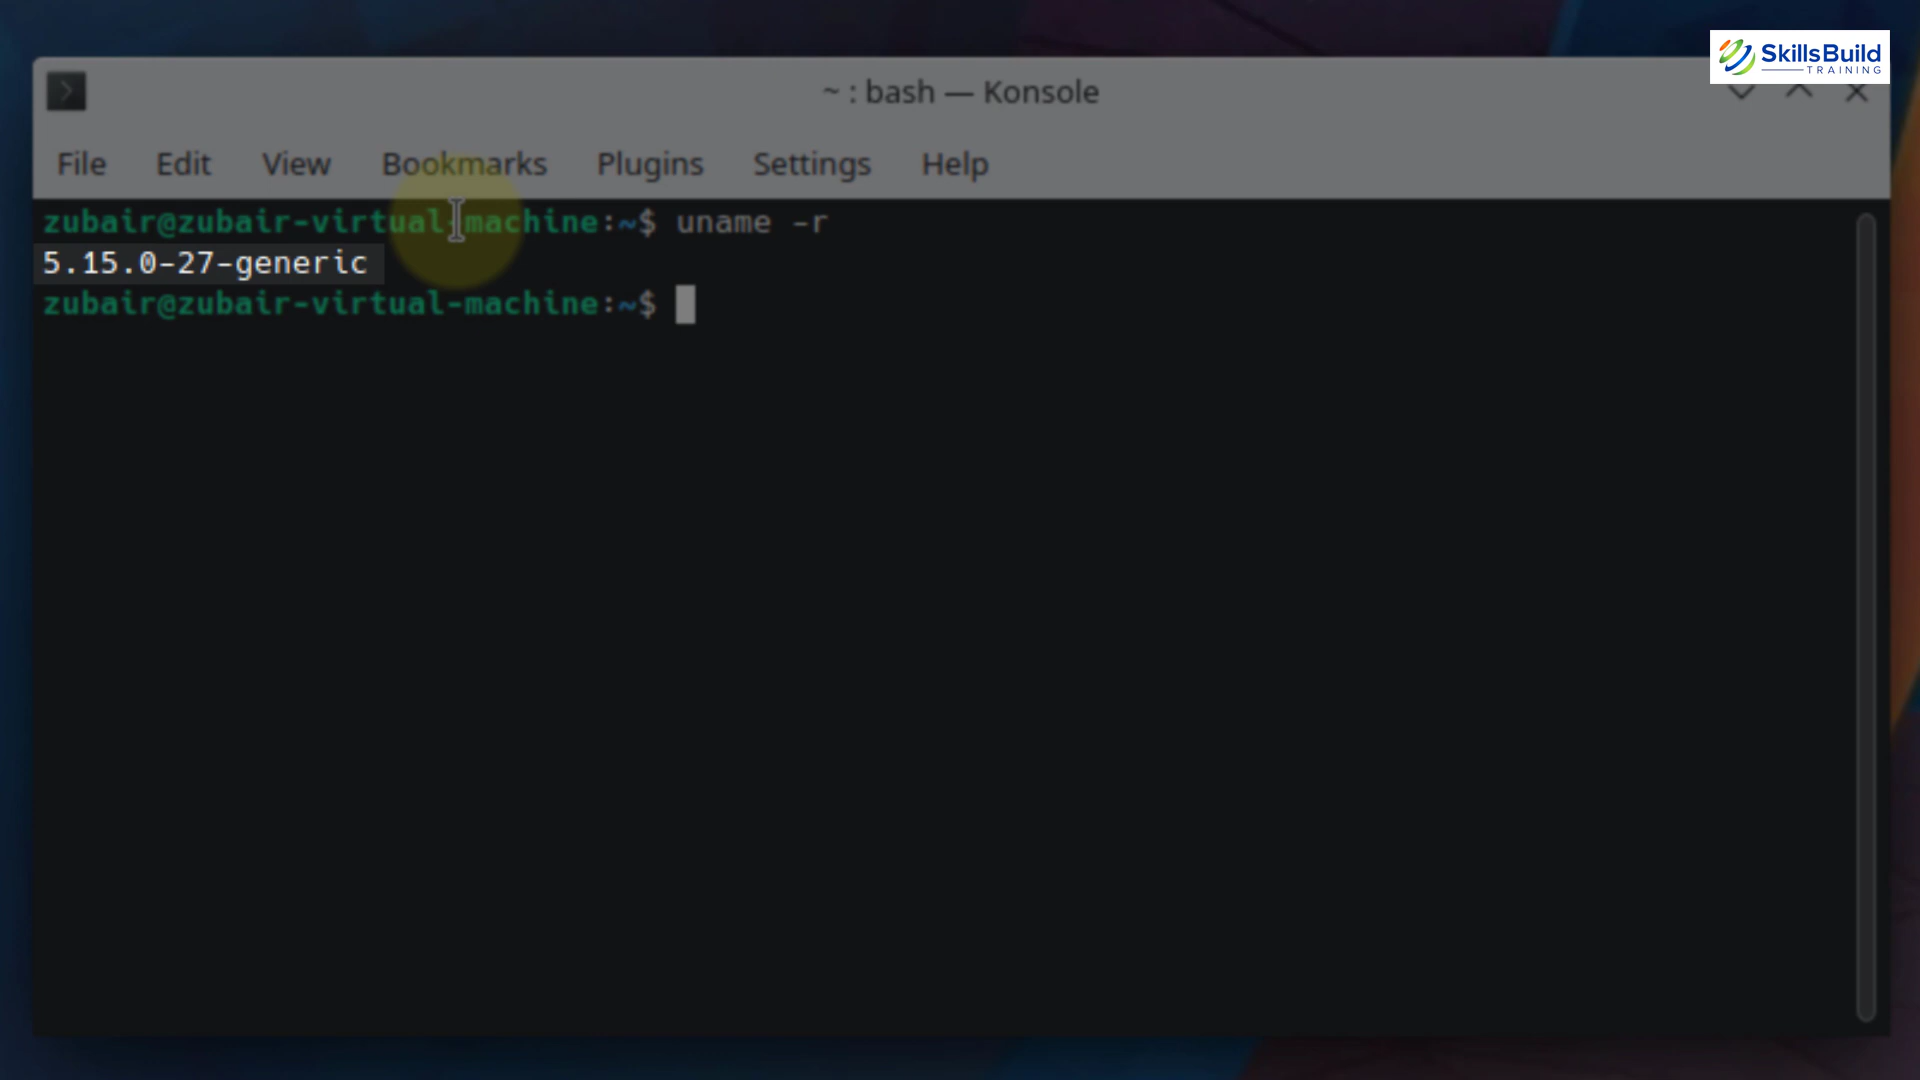 SkillsBuild
TRAINING
~ : bash — Konsole
File Edit View Bookmarks Plugins Settings Help
zubair@zubair-virtual-machine:~$ uname -r
5.15.0-27-generic
zubair@zubair-virtual-machine:~$